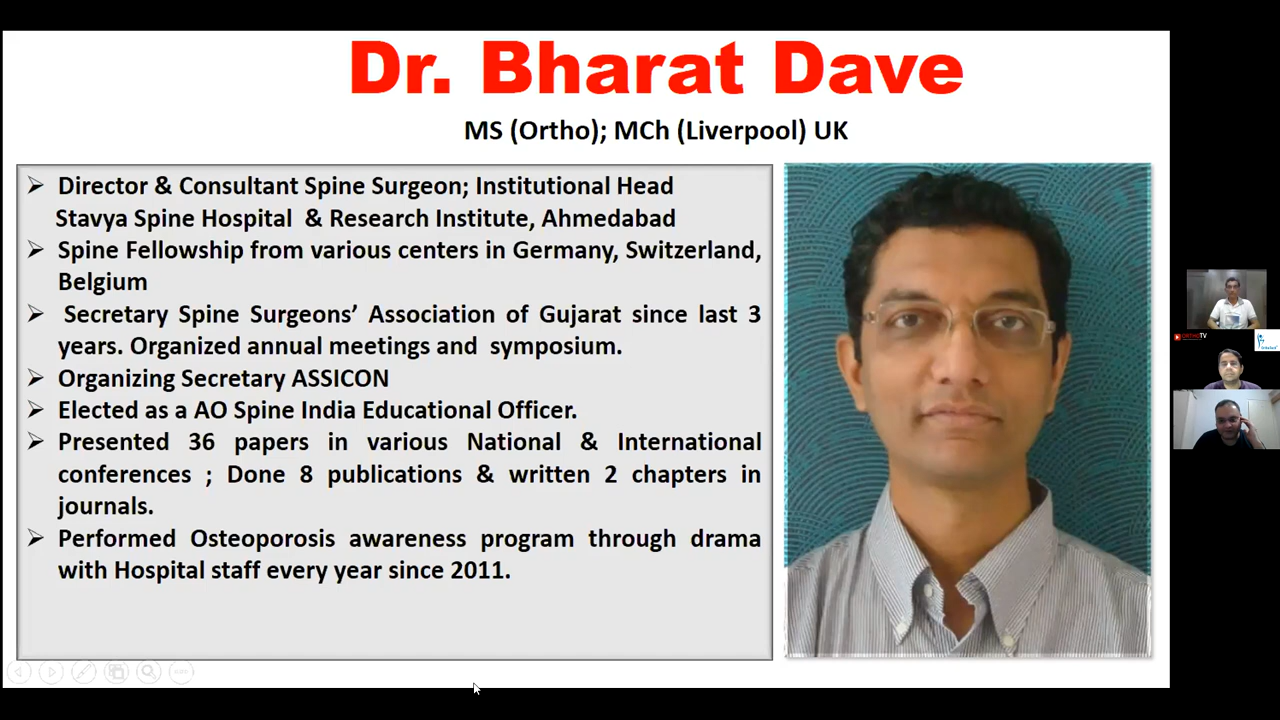 Dr. Bharat Dave
MS (Ortho); MCh (Liverpool) UK
➢ Director & Consultant Spine Surgeon; Institutional Head
Stavya Spine Hospital & Research Institute, Ahmedabad
➢ Spine Fellowship from various centers in Germany, Switzerland,
Belgium
➢ Secretary Spine Surgeons’ Association of Gujarat since last 3
years. Organized annual meetings and symposium.
➢ Organizing Secretary ASSICON
➢ Elected as a AO Spine India Educational Officer.
➢ Presented 36 papers in various National & International
conferences ; Done 8 publications & written 2 chapters in
journals.
➢ Performed Osteoporosis awareness program through drama
with Hospital staff every year since 2011.
TV